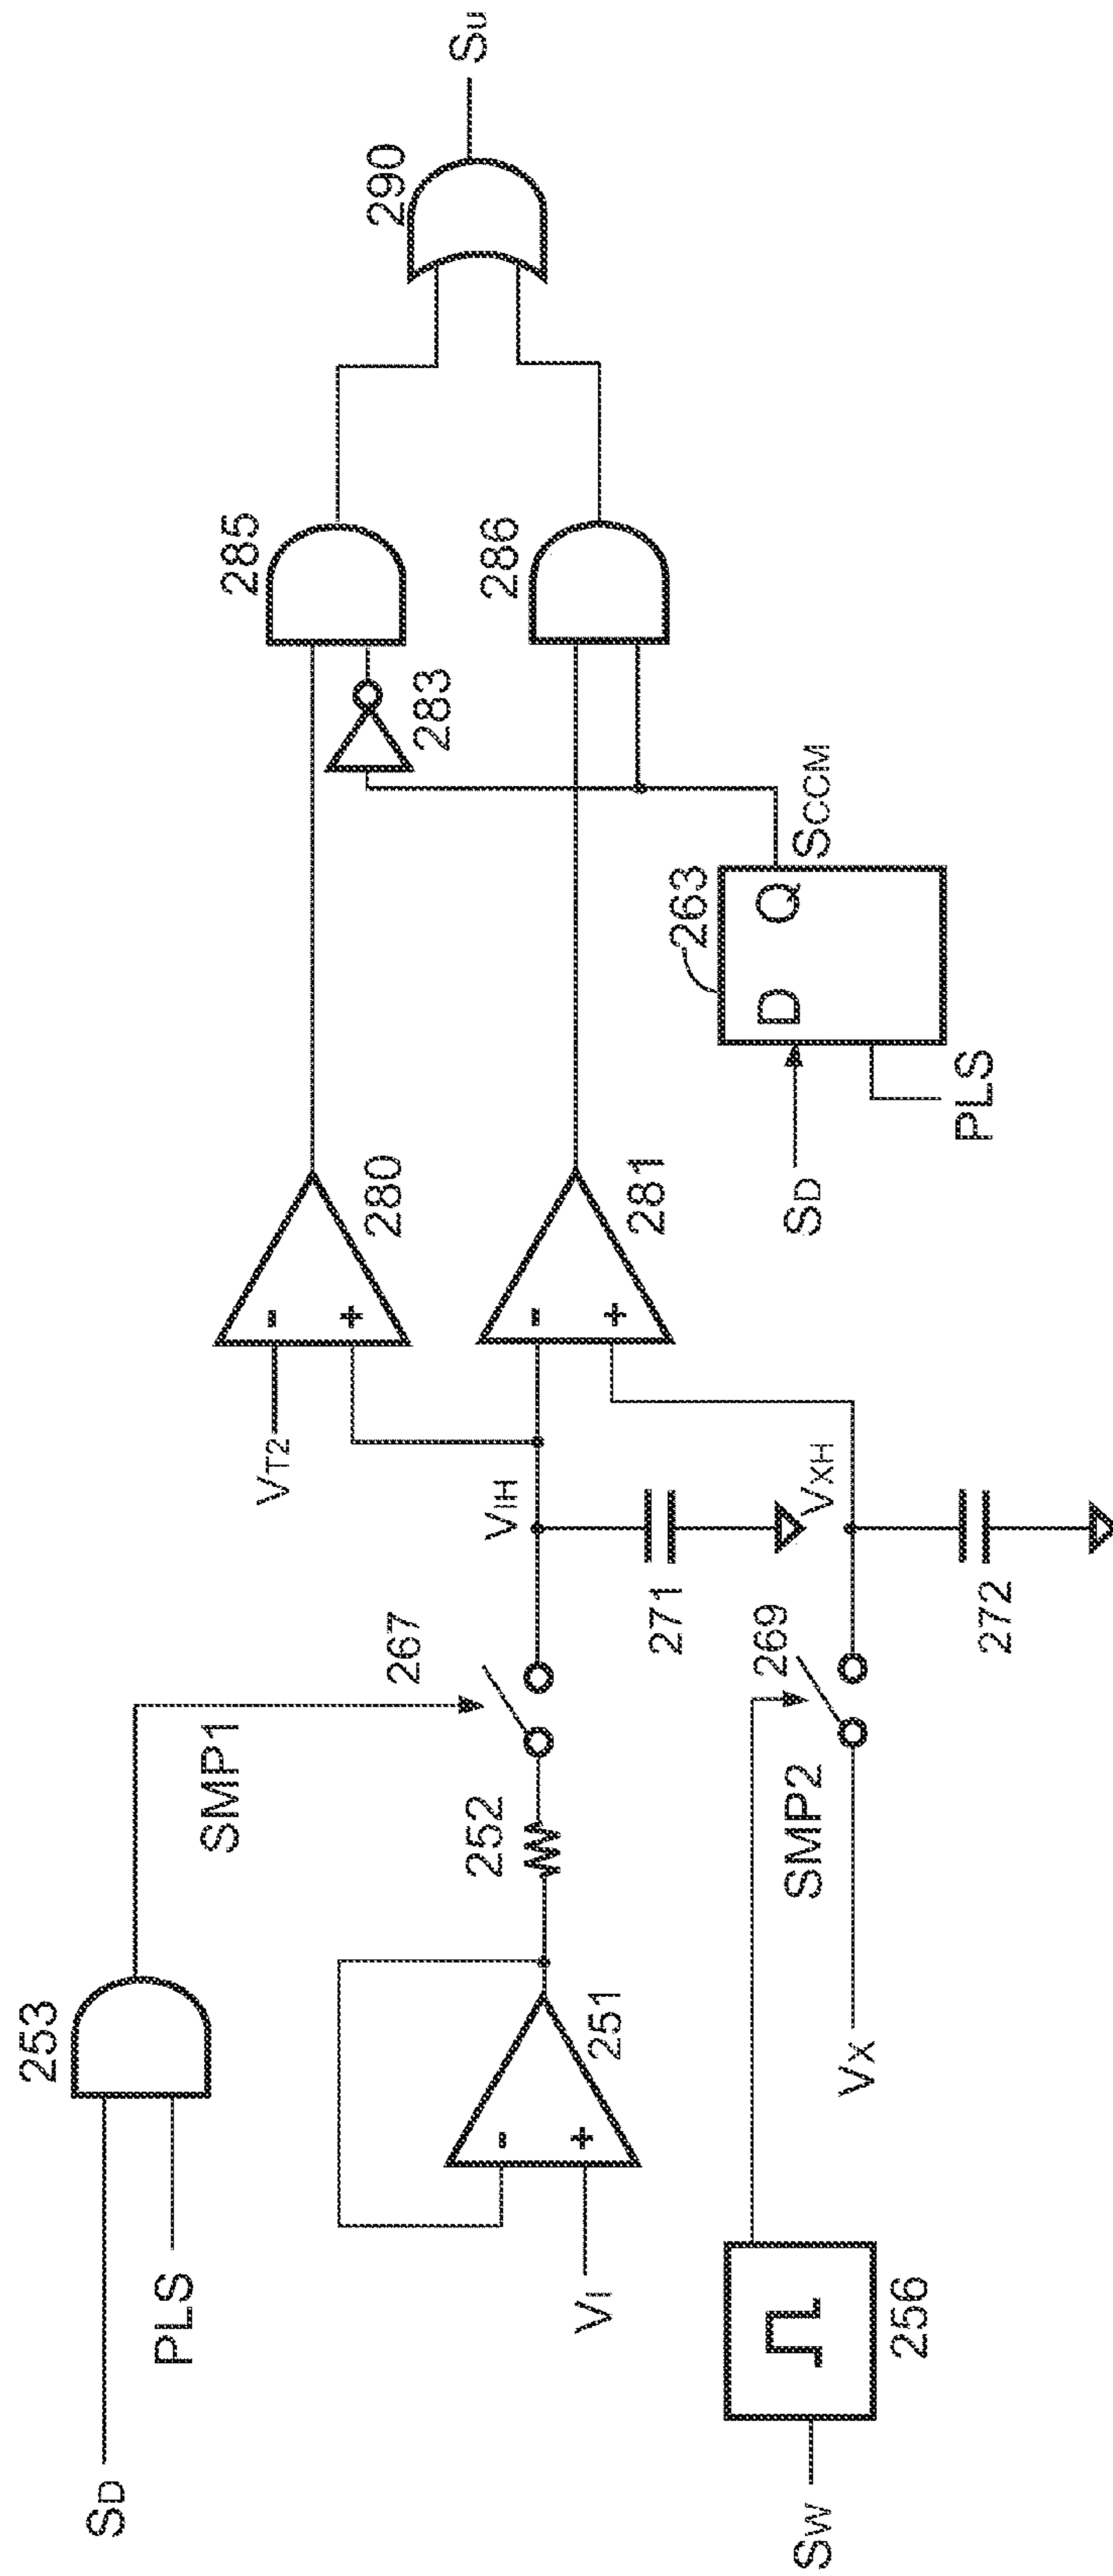 SD
PLS
253
SMP1
VI
-
+
251
252
267
VIH
271
VT2
-
+
280
-
+
281
SW
256
VX
SMP2
269
VXH
272
SD
PLS
D
Q
263
SCCM
283
285
286
290
SU